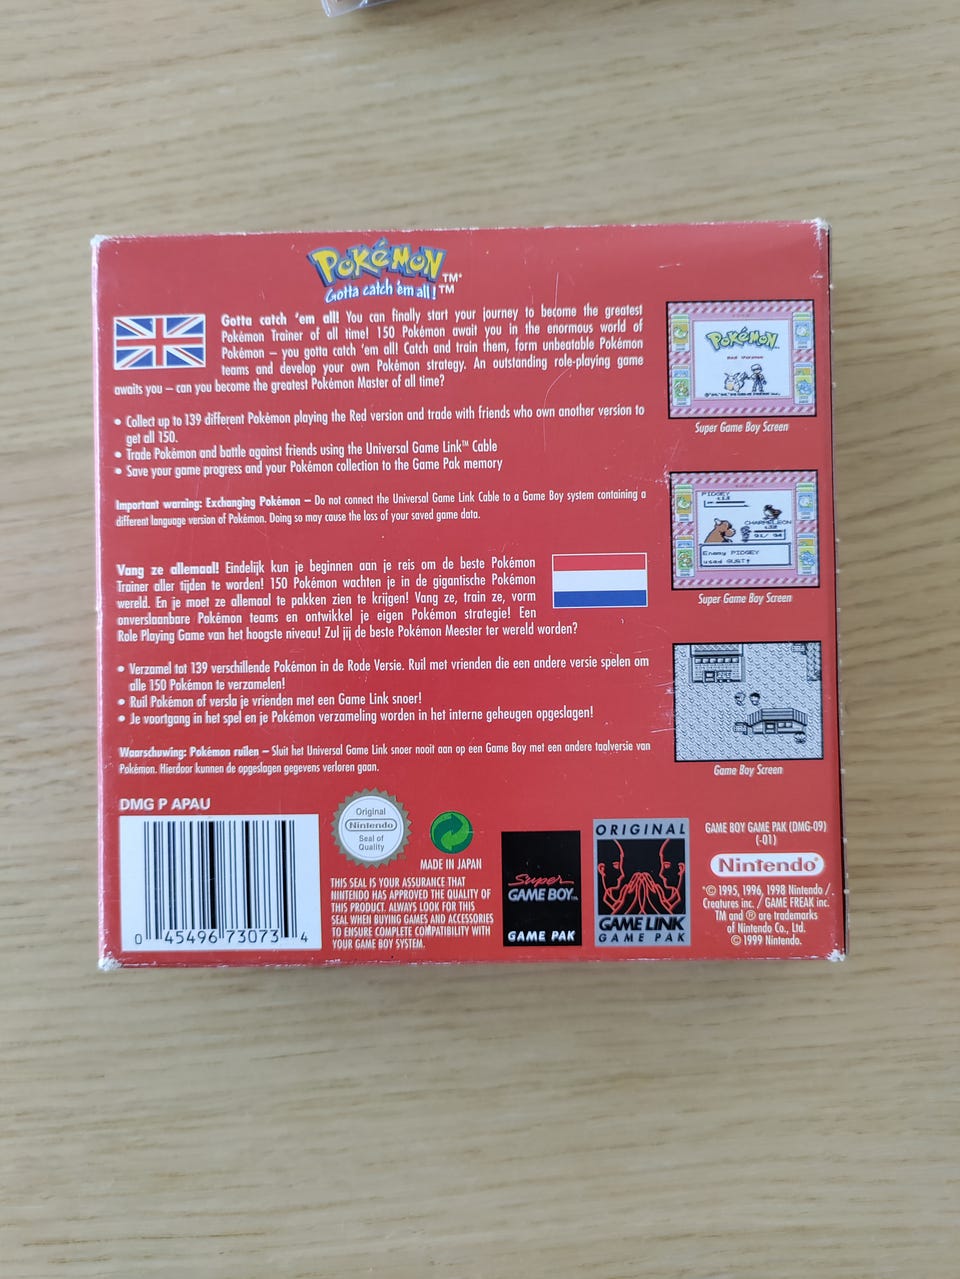 POKéMON™
Gotta catch 'em all!™
Gotta catch 'em all! You can finally start your journey to become the greatest
Pokémon Trainer of all time! 150 Pokémon await you in the enormous world of
Pokémon – you gotta catch 'em all! Catch and train them, form unbeatable Pokémon
teams and develop your own Pokémon strategy. An outstanding role-playing game
awaits you – can you become the greatest Pokémon Master of all time?
• Collect up to 139 different Pokémon playing the Red version and trade with friends who own another version to
get all 150.
• Trade Pokémon and battle against friends using the Universal Game Link™ Cable
• Save your game progress and your Pokémon collection to the Game Pak memory
Important warning: Exchanging Pokémon – Do not connect the Universal Game Link Cable to a Game Boy system containing a
different language version of Pokémon. Doing so may cause the loss of your saved game data.
Vang ze allemaal! Eindelijk kun je beginnen aan je reis om de beste Pokémon
Trainer aller tijden te worden! 150 Pokémon wachten je in de gigantische Pokémon
wereld. En je moet ze allemaal te pakken zien te krijgen! Vang ze, train ze, vorm
onverslaanbare Pokémon teams en ontwikkel je eigen Pokémon strategie! Een
Role Playing Game van het hoogste niveau! Zul jij de beste Pokémon Meester ter wereld worden?
• Verzamel tot 139 verschillende Pokémon in de Rode Versie. Ruil met vrienden die een andere versie spelen om
alle 150 Pokémon te verzamelen!
• Ruil Pokémon of versla je vrienden met een Game Link snoer!
• Je voortgang in het spel en je Pokémon verzameling worden in het interne geheugen opgeslagen!
Waarschuwing: Pokémon ruilen – Sluit het Universal Game Link snoer nooit aan op een Game Boy met een andere taalversie van
Pokémon. Hierdoor kunnen de opgeslagen gegevens verloren gaan.
POKéMON
Red Version
Super Game Boy Screen
PIDGEY
CHARMELEON
91/ 94
Enemy PIDGEY
used GUST!
Super Game Boy Screen
Game Boy Screen
DMG P APAU
0 45496 73073 4
Original
Nintendo
Seal of
Quality
MADE IN JAPAN
THIS SEAL IS YOUR ASSURANCE THAT
NINTENDO HAS APPROVED THE QUALITY OF
THIS PRODUCT. ALWAYS LOOK FOR THIS
SEAL WHEN BUYING GAMES AND ACCESSORIES
TO ENSURE COMPLETE COMPATIBILITY WITH
YOUR GAME BOY SYSTEM.
Super
GAME BOY™
GAME PAK
ORIGINAL
GAME LINK
GAME PAK
GAME BOY GAME PAK (DMG-09)
(-01)
Nintendo®
*© 1995, 1996, 1998 Nintendo /.
Creatures inc. / GAME FREAK inc.
TM and ® are trademarks
of Nintendo Co., Ltd.
© 1999 Nintendo.